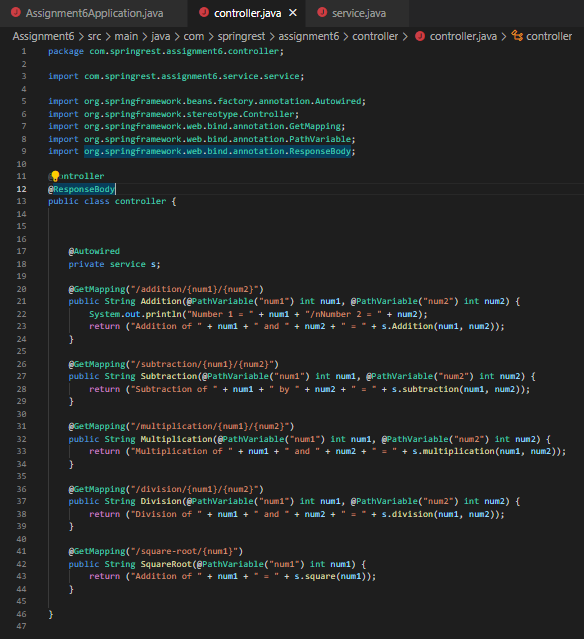 Assignment6Application.java controller.java × service.java
Assignment6 > src > main > java > com > springrest > assignment6 > controller > controller.java > controller
1 package com.springrest.assignment6.controller;
2
3 import com.springrest.assignment6.service.service;
4
5 import org.springframework.beans.factory.annotation.Autowired;
6 import org.springframework.stereotype.Controller;
7 import org.springframework.web.bind.annotation.GetMapping;
8 import org.springframework.web.bind.annotation.PathVariable;
9 import org.springframework.web.bind.annotation.ResponseBody;
10
11 @Controller
12 @ResponseBody
13 public class controller {
14
15
16
17 @Autowired
18 private service s;
19
20 @GetMapping("/addition/{num1}/{num2}")
21 public String Addition(@PathVariable("num1") int num1, @PathVariable("num2") int num2) {
22 System.out.println("Number 1 = " + num1 + "/nNumber 2 = " + num2);
23 return ("Addition of " + num1 + " and " + num2 + " = " + s.Addition(num1, num2));
24 }
25
26 @GetMapping("/subtraction/{num1}/{num2}")
27 public String Subtraction(@PathVariable("num1") int num1, @PathVariable("num2") int num2) {
28 return ("Subtraction of " + num1 + " by " + num2 + " = " + s.subtraction(num1, num2));
29 }
30
31 @GetMapping("/multiplication/{num1}/{num2}")
32 public String Multiplication(@PathVariable("num1") int num1, @PathVariable("num2") int num2) {
33 return ("Multiplication of " + num1 + " and " + num2 + " = " + s.multiplication(num1, num2));
34 }
35
36 @GetMapping("/division/{num1}/{num2}")
37 public String Division(@PathVariable("num1") int num1, @PathVariable("num2") int num2) {
38 return ("Division of " + num1 + " and " + num2 + " = " + s.division(num1, num2));
39 }
40
41 @GetMapping("/square-root/{num1}")
42 public String SquareRoot(@PathVariable("num1") int num1) {
43 return ("Addition of " + num1 + " = " + s.square(num1));
44 }
45
46 }
47